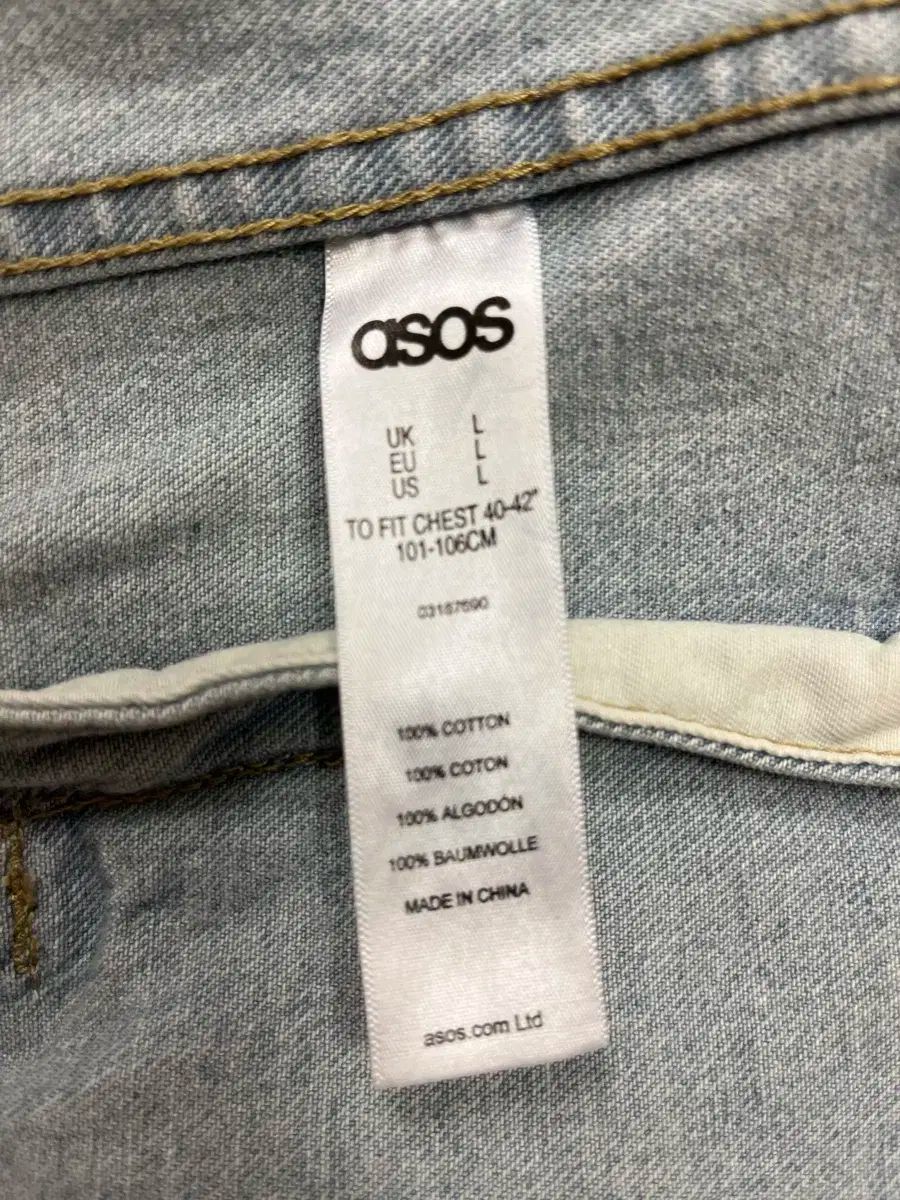 asos
UK L
EU L
US L
TO FIT CHEST 40-42"
101-106CM
03187690
100% COTTON
100% COTON
100% ALGODÓN
100% BAUMWOLLE
MADE IN CHINA
asos.com Ltd